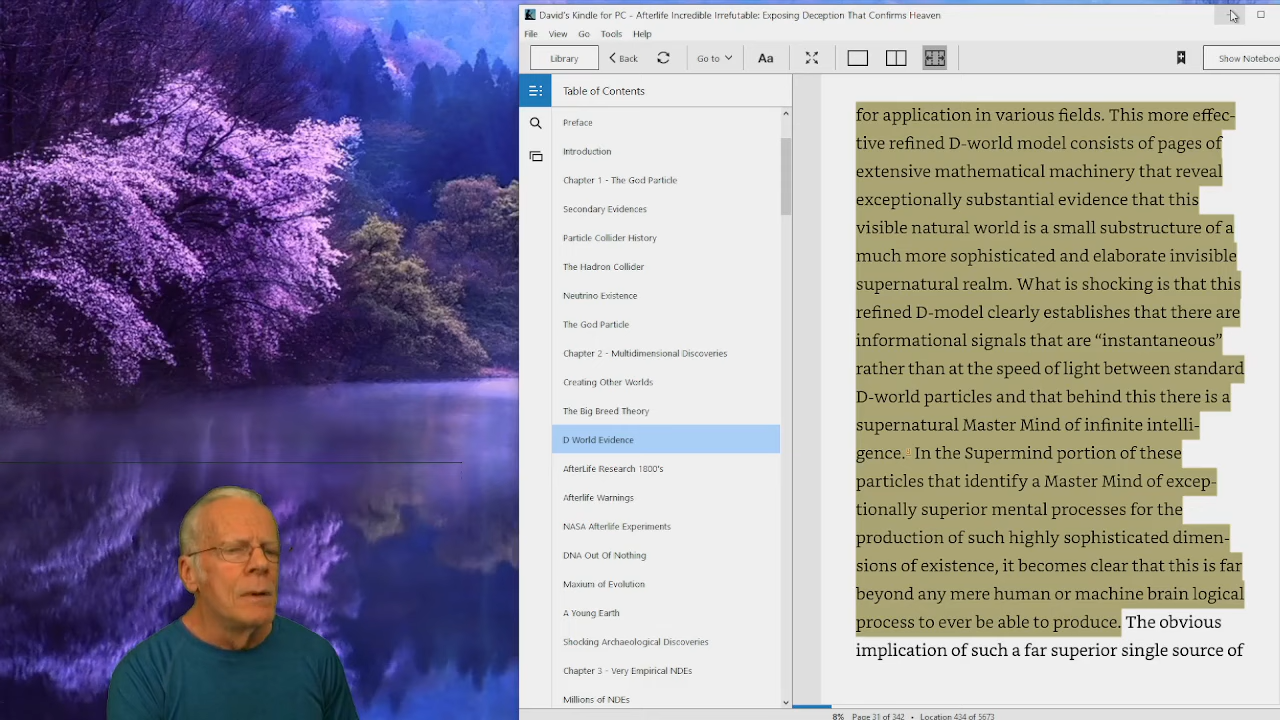 David's Kindle for PC - Afterlife Incredible Irrefutable: Exposing Deception That Confirms Heaven
File View Go Tools Help
Library Back Go to Aa Show Noteboo
Table of Contents
Preface
Introduction
Chapter 1 - The God Particle
Secondary Evidences
Particle Collider History
The Hadron Collider
Neutrino Existence
The God Particle
Chapter 2 - Multidimensional Discoveries
Creating Other Worlds
The Big Breed Theory
D World Evidence
AfterLife Research 1800's
Afterlife Warnings
NASA Afterlife Experiments
DNA Out Of Nothing
Maxium of Evolution
A Young Earth
Shocking Archaeological Discoveries
Chapter 3 - Very Empirical NDEs
Millions of NDEs
for application in various fields. This more effec-
tive refined D-world model consists of pages of
extensive mathematical machinery that reveal
exceptionally substantial evidence that this
visible natural world is a small substructure of a
much more sophisticated and elaborate invisible
supernatural realm. What is shocking is that this
refined D-model clearly establishes that there are
informational signals that are “instantaneous”
rather than at the speed of light between standard
D-world particles and that behind this there is a
supernatural Master Mind of infinite intelli-
gence. In the Supermind portion of these
particles that identify a Master Mind of excep-
tionally superior mental processes for the
production of such highly sophisticated dimen-
sions of existence, it becomes clear that this is far
beyond any mere human or machine brain logical
process to ever be able to produce. The obvious
implication of such a far superior single source of
8% Page 31 of 342 • Location 434 of 5673